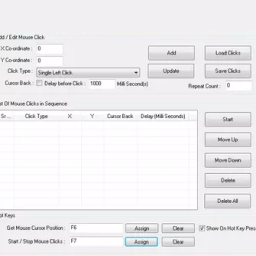 dd / Edit Mouse Click
X Co-ordinate : 0
Y Co-ordinate : 0
Add
Load Clicks
Click Type : Single Left Click
Update
Save Clicks
Cursor Back : Delay before Click : 1000 Milli Second(s)
Repeat Count : 0
st Of Mouse Clicks in Sequence
Sr... Click Type X Y Cursor Back Delay (Milli Seconds)
Start
Move Up
Move Down
Delete
Delete All
ot Keys
Get Mouse Cursor Position : F6 Assign Clear Show On Hot Key Pres
Start / Stop Mouse Clicks : F7 Assign Clear